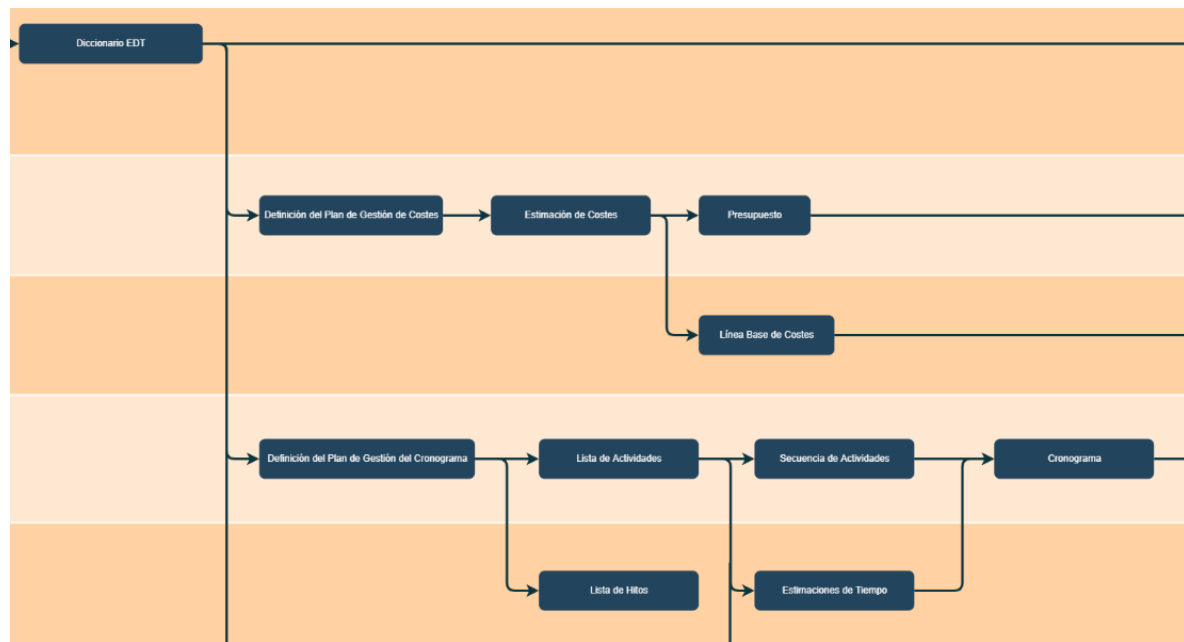 Diccionario EDT
Definición del Plan de Gestión de Costes
Estimación de Costes
Presupuesto
Línea Base de Costes
Definición del Plan de Gestión del Cronograma
Lista de Actividades
Secuencia de Actividades
Cronograma
Lista de Hitos
Estimaciones de Tiempo